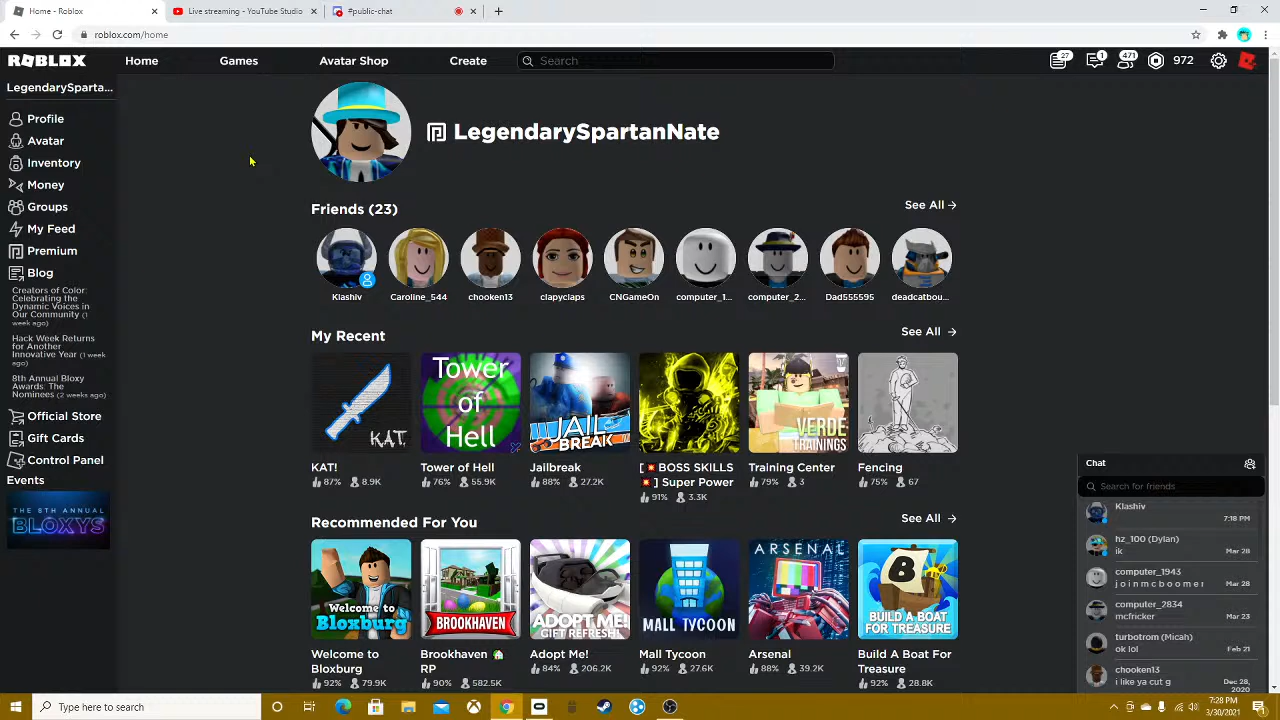 Home - Roblox
Live streaming - YouTube Studio
#public-chat
roblox.com/home
ROBLOX
Home
Games
Avatar Shop
Create
Search
27
1
471
972
LegendarySparta...
Profile
Avatar
Inventory
Money
Groups
My Feed
Premium
Blog
Creators of Color:
Celebrating the
Dynamic Voices in
Our Community (1
week ago)
Hack Week Returns
for Another
Innovative Year (1 week
ago)
8th Annual Bloxy
Awards: The
Nominees (2 weeks ago)
Official Store
Gift Cards
Control Panel
Events
THE 8TH ANNUAL
BLOXYS
LegendarySpartanNate
Friends (23)
See All
Klashiv
Caroline_544
chooken13
clapyclaps
CNGameOn
computer_1...
computer_2...
Dad555595
deadcatbou...
My Recent
See All
K.A.T.
Tower
of
Hell
JAIL
BREAK
VERDE
TRAININGS
KAT!
87% 8.9K
Tower of Hell
76% 55.9K
Jailbreak
88% 27.2K
[💥 BOSS SKILLS
💥] Super Power
91% 3.3K
Training Center
79% 3
Fencing
75% 67
Recommended For You
See All
Welcome to
Bloxburg
BROOKHAVEN
ADOPT ME!
GIFT REFRESH!
MALL TYCOON
ARSENAL
B
BUILD A BOAT
FOR TREASURE
Welcome to
Bloxburg
92% 79.9K
Brookhaven 🏡
RP
90% 582.5K
Adopt Me!
84% 206.2K
Mall Tycoon
92% 27.6K
Arsenal
88% 39.2K
Build A Boat For
Treasure
92% 28.8K
Chat
Search for friends
Klashiv
7:18 PM
hz_100 (Dylan)
ik
Mar 28
computer_1943
j o i n m c b o o m e r
Mar 28
computer_2834
mcfricker
Mar 23
turbotrom (Micah)
ok lol
Feb 21
chooken13
i like ya cut g
Dec 28,
2020
Type here to search
7:28 PM
3/30/2021